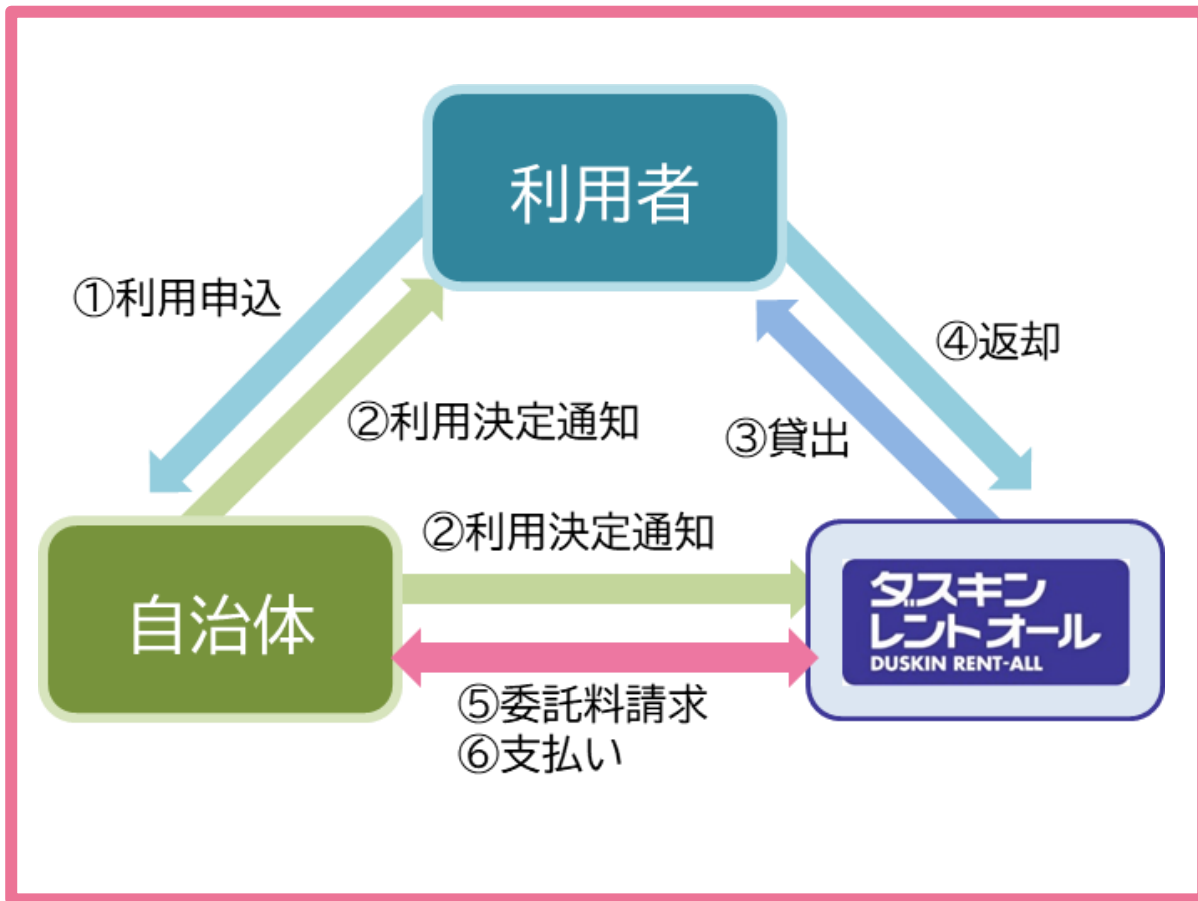 利用者
①利用申込
④返却
②利用決定通知
③貸出
②利用決定通知
自治体
ダスキン
レントオール
DUSKIN RENT-ALL
⑤委託料請求
⑥支払い